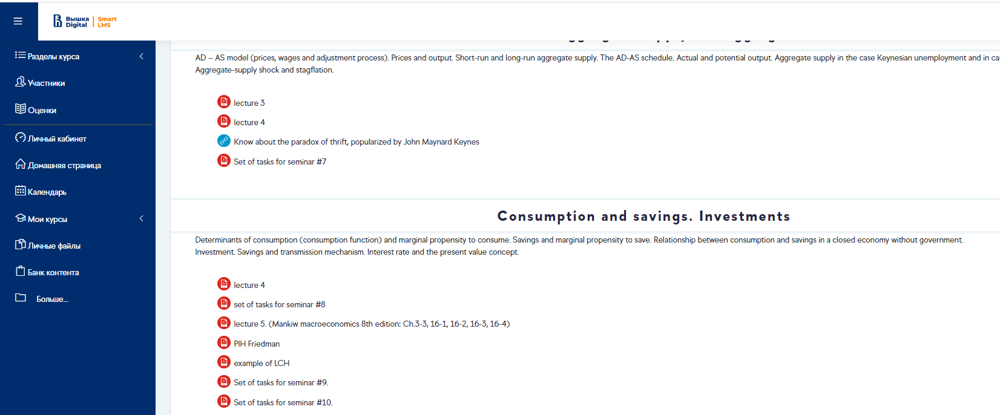 Вышка
Digital
Smart
LMS
Разделы курса
Участники
Оценки
Личный кабинет
Домашняя страница
Календарь
Мои курсы
Личные файлы
Банк контента
Больше...
AD – AS model (prices, wages and adjustment process). Prices and output. Short-run and long-run aggregate supply. The AD-AS schedule. Actual and potential output. Aggregate supply in the case Keynesian unemployment and in
Aggregate-supply shock and stagflation.
lecture 3
lecture 4
Know about the paradox of thrift, popularized by John Maynard Keynes
Set of tasks for seminar #7
Consumption and savings. Investments
Determinants of consumption (consumption function) and marginal propensity to consume. Savings and marginal propensity to save. Relationship between consumption and savings in a closed economy without government.
Investment. Savings and transmission mechanism. Interest rate and the present value concept.
lecture 4
set of tasks for seminar #8
lecture 5. (Mankiw macroeconomics 8th edition: Ch.3-3, 16-1, 16-2, 16-3, 16-4)
PIH Friedman
example of LCH
Set of tasks for seminar #9.
Set of tasks for seminar #10.